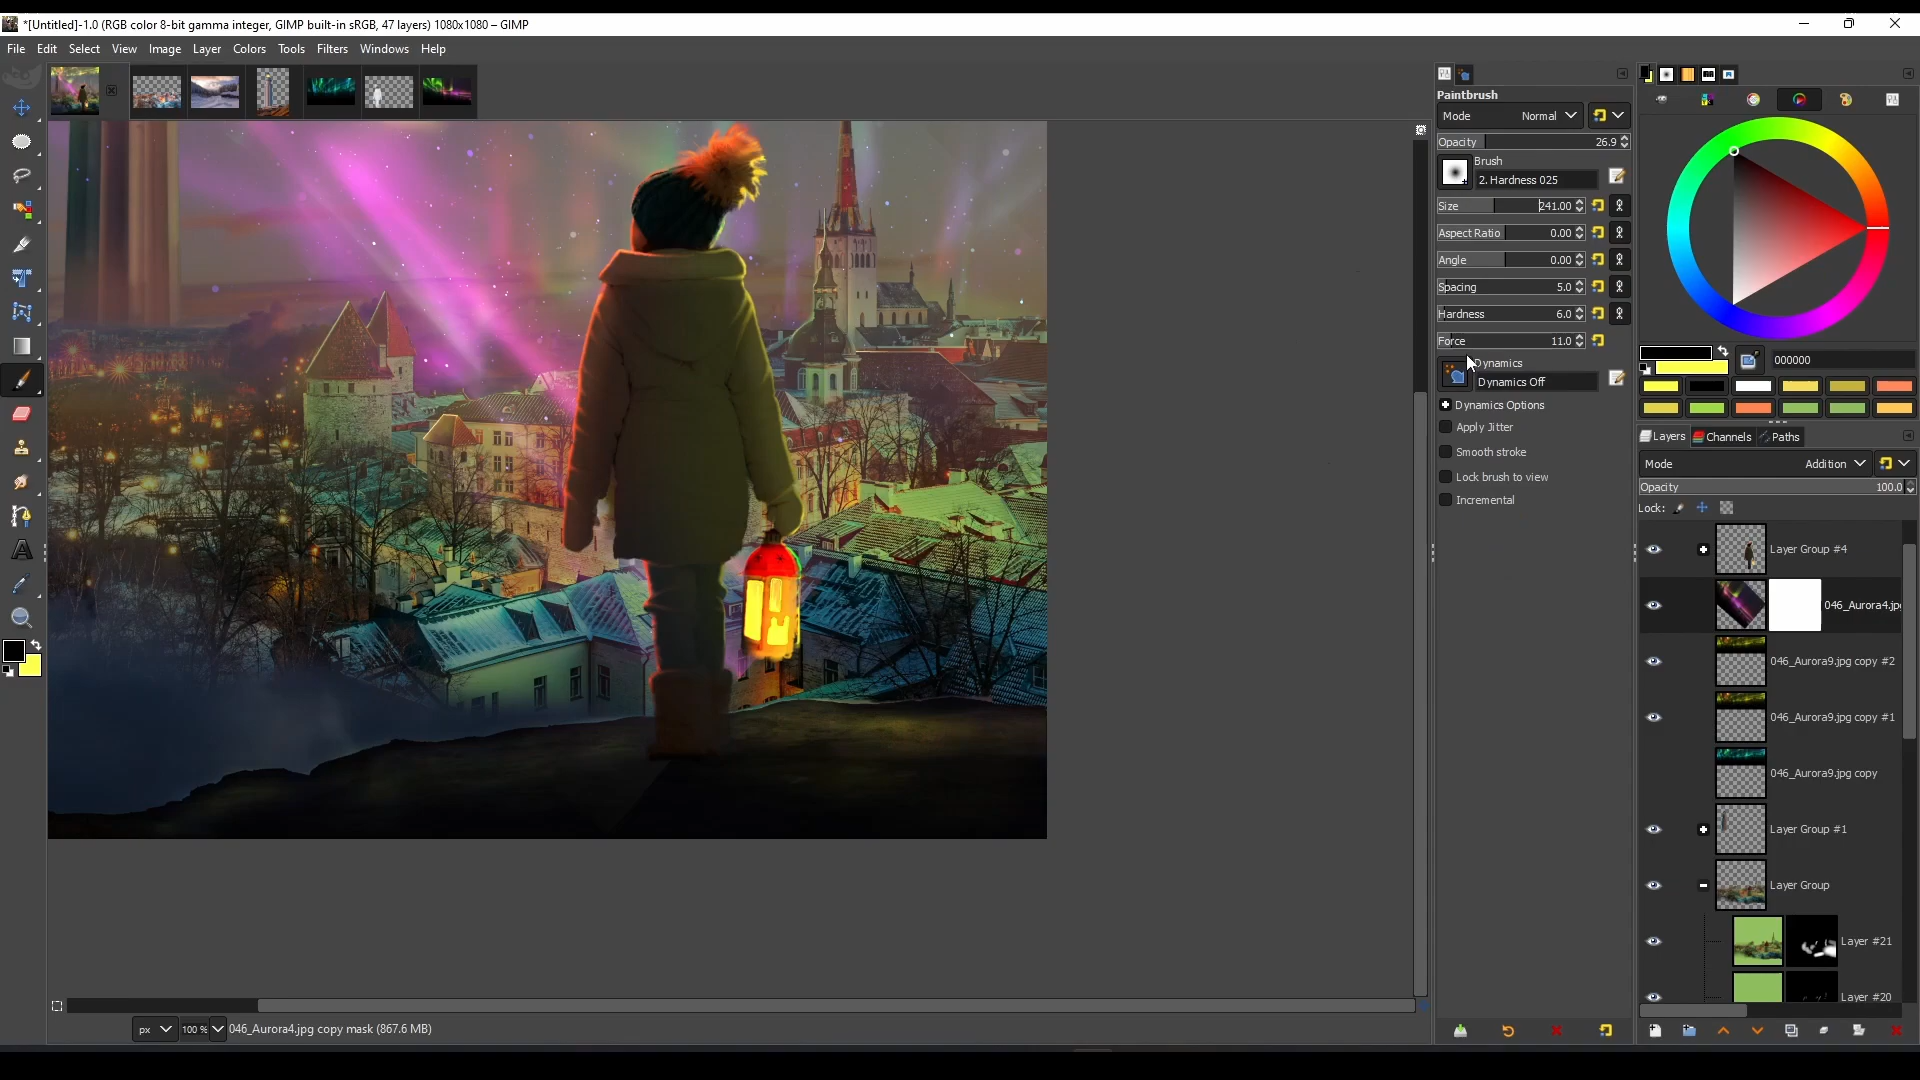 *[Untitled]-1.0 (RGB color 8-bit gamma integer, GIMP built-in sRGB, 47 layers) 1080x1080 – GIMP
File Edit Select View Image Layer Colors Tools Filters Windows Help
Paintbrush
Mode Normal
Opacity 26.9
Brush
2. Hardness 025
Size 241.00
Aspect Ratio 0.00
Angle 0.00
Spacing 5.0
Hardness 6.0
Force 11.0
Dynamics
Dynamics Off
Dynamics Options
Apply Jitter
Smooth stroke
Lock brush to view
Incremental
000000
Layers Channels Paths
Mode Addition
Opacity 100.0
Lock:
Layer Group #4
046_Aurora4.jp
046_Aurora9.jpg copy #2
046_Aurora9.jpg copy #1
046_Aurora9.jpg copy
Layer Group #1
Layer Group
Layer #21
Layer #20
px 100 % 046_Aurora4.jpg copy mask (867.6 MB)